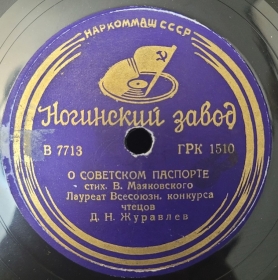 НАРКОММАШ СССР
Ногинский завод
В 7713 ГРК 1510
О СОВЕТСКОМ ПАСПОРТЕ
стих. В. Маяковского
Лауреат Всесоюзн. конкурса
чтецов
Д. Н. Журавлев